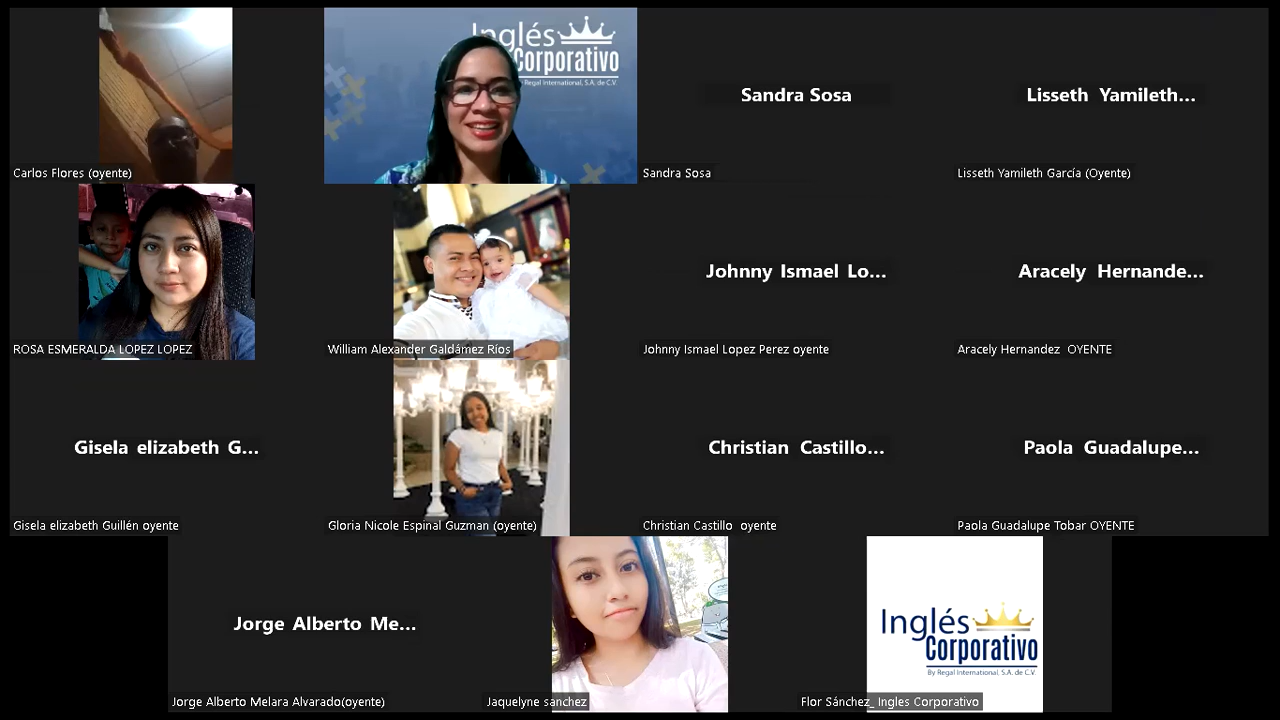 Inglés
Corporativo
By Regal International, S.A. de C.V.
Sandra Sosa
Lisseth Yamileth...
Carlos Flores (oyente)
Sandra Sosa
Lisseth Yamileth García (Oyente)
Johnny Ismael Lo...
Aracely Hernande...
ROSA ESMERALDA LOPEZ LOPEZ
William Alexander Galdámez Ríos
Johnny Ismael Lopez Perez oyente
Aracely Hernandez OYENTE
Gisela elizabeth G...
Christian Castillo...
Paola Guadalupe...
Gisela elizabeth Guillén oyente
Gloria Nicole Espinal Guzman (oyente)
Christian Castillo oyente
Paola Guadalupe Tobar OYENTE
Jorge Alberto Me...
Inglés
Corporativo
By Regal International, S.A. de C.V.
Jorge Alberto Melara Alvarado(oyente)
Jaquelyne sanchez
Flor Sánchez_ Ingles Corporativo